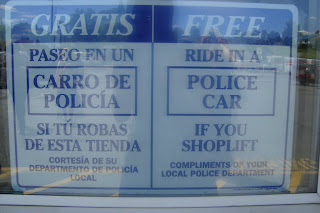 GRATIS
PASEO EN UN
CARRO DE
POLICÍA
SI TÚ ROBAS
DE ESTA TIENDA
CORTESÍA DE SU
DEPARTMENTO DE POLICÍA
LOCAL
FREE
RIDE IN A
POLICE
CAR
IF YOU
SHOPLIFT
COMPLIMENTS OF YOUR
LOCAL POLICE DEPARTMENT